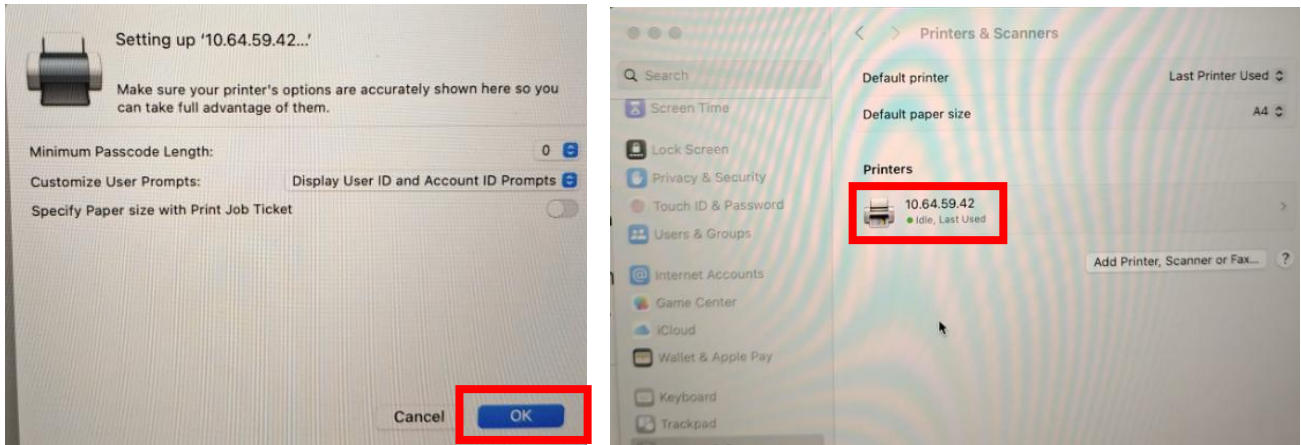 Setting up '10.64.59.42...'
Make sure your printer's options are accurately shown here so you
can take full advantage of them.
Minimum Passcode Length:
0
Customize User Prompts:
Display User ID and Account ID Prompts
Specify Paper size with Print Job Ticket
Cancel
OK
Search
Screen Time
Lock Screen
Privacy & Security
Touch ID & Password
Users & Groups
Internet Accounts
Game Center
iCloud
Wallet & Apple Pay
Keyboard
Trackpad
Printers & Scanners
Default printer
Last Printer Used
Default paper size
A4
Printers
10.64.59.42
Idle, Last Used
Add Printer, Scanner or Fax...
?